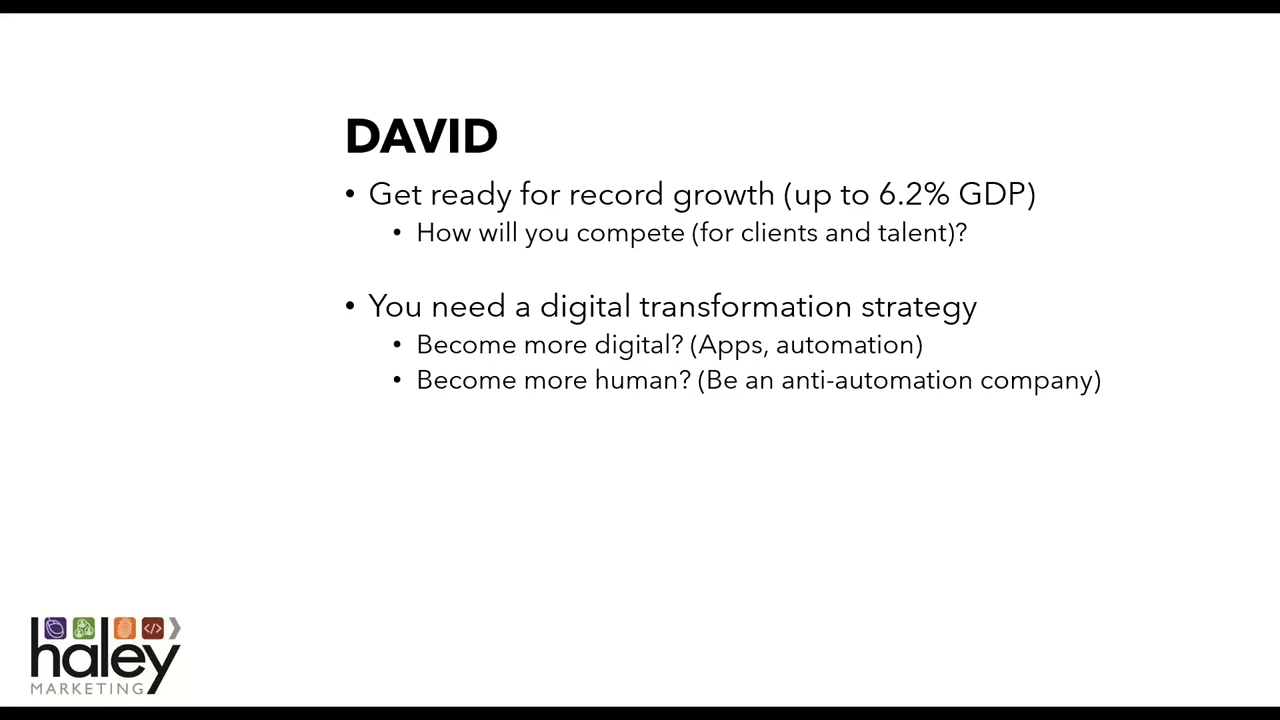 DAVID
• Get ready for record growth (up to 6.2% GDP)
• How will you compete (for clients and talent)?
• You need a digital transformation strategy
• Become more digital? (Apps, automation)
• Become more human? (Be an anti-automation company)
</>
haley
MARKETING